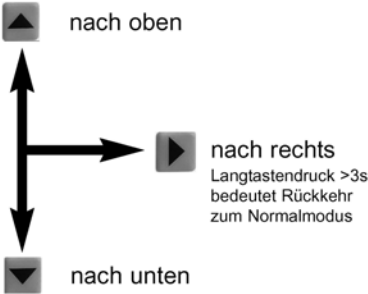 nach oben
nach rechts
Langtastendruck >3s
bedeutet Rückkehr
zum Normalmodus
nach unten